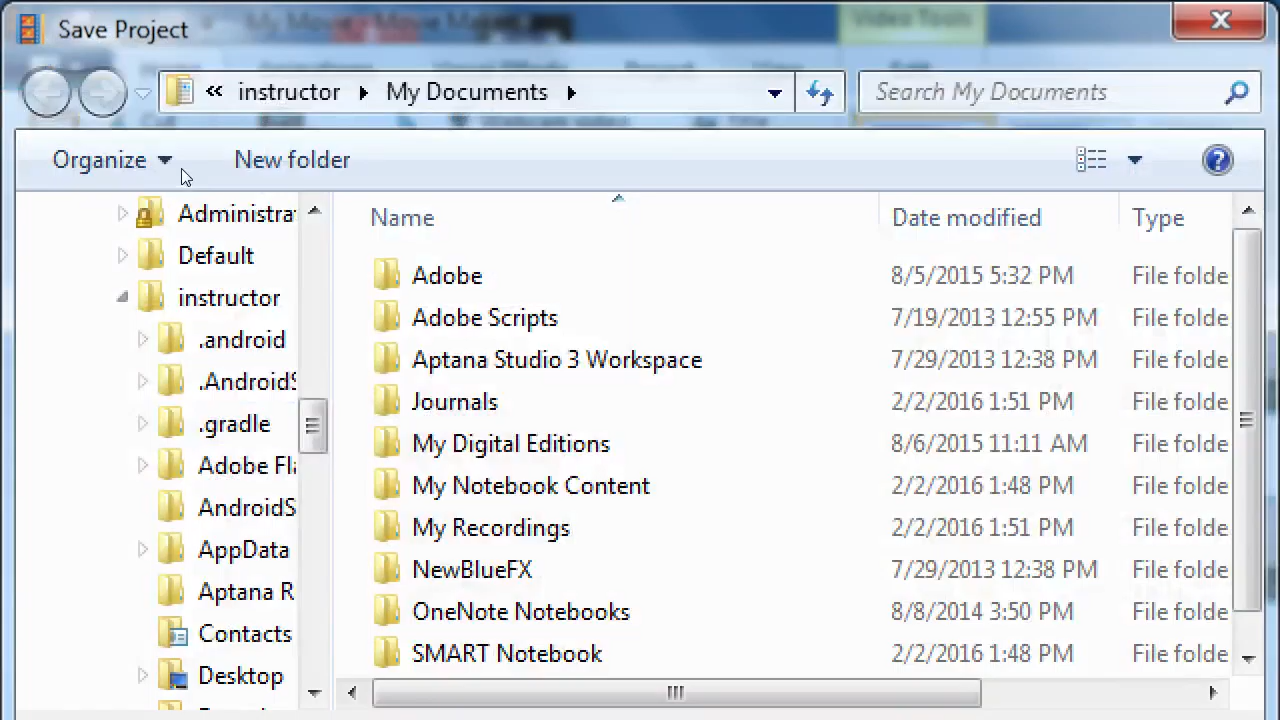 Save Project
« instructor My Documents
Search My Documents
Organize New folder
Administra
Default
instructor
.android
.AndroidS
.gradle
Adobe Fla
AndroidS
AppData
Aptana R
Contacts
Desktop
Name Date modified Type
Adobe 8/5/2015 5:32 PM File folde
Adobe Scripts 7/19/2013 12:55 PM File folde
Aptana Studio 3 Workspace 7/29/2013 12:38 PM File folde
Journals 2/2/2016 1:51 PM File folde
My Digital Editions 8/6/2015 11:11 AM File folde
My Notebook Content 2/2/2016 1:48 PM File folde
My Recordings 2/2/2016 1:51 PM File folde
NewBlueFX 7/29/2013 12:38 PM File folde
OneNote Notebooks 8/8/2014 3:50 PM File folde
SMART Notebook 2/2/2016 1:48 PM File folde